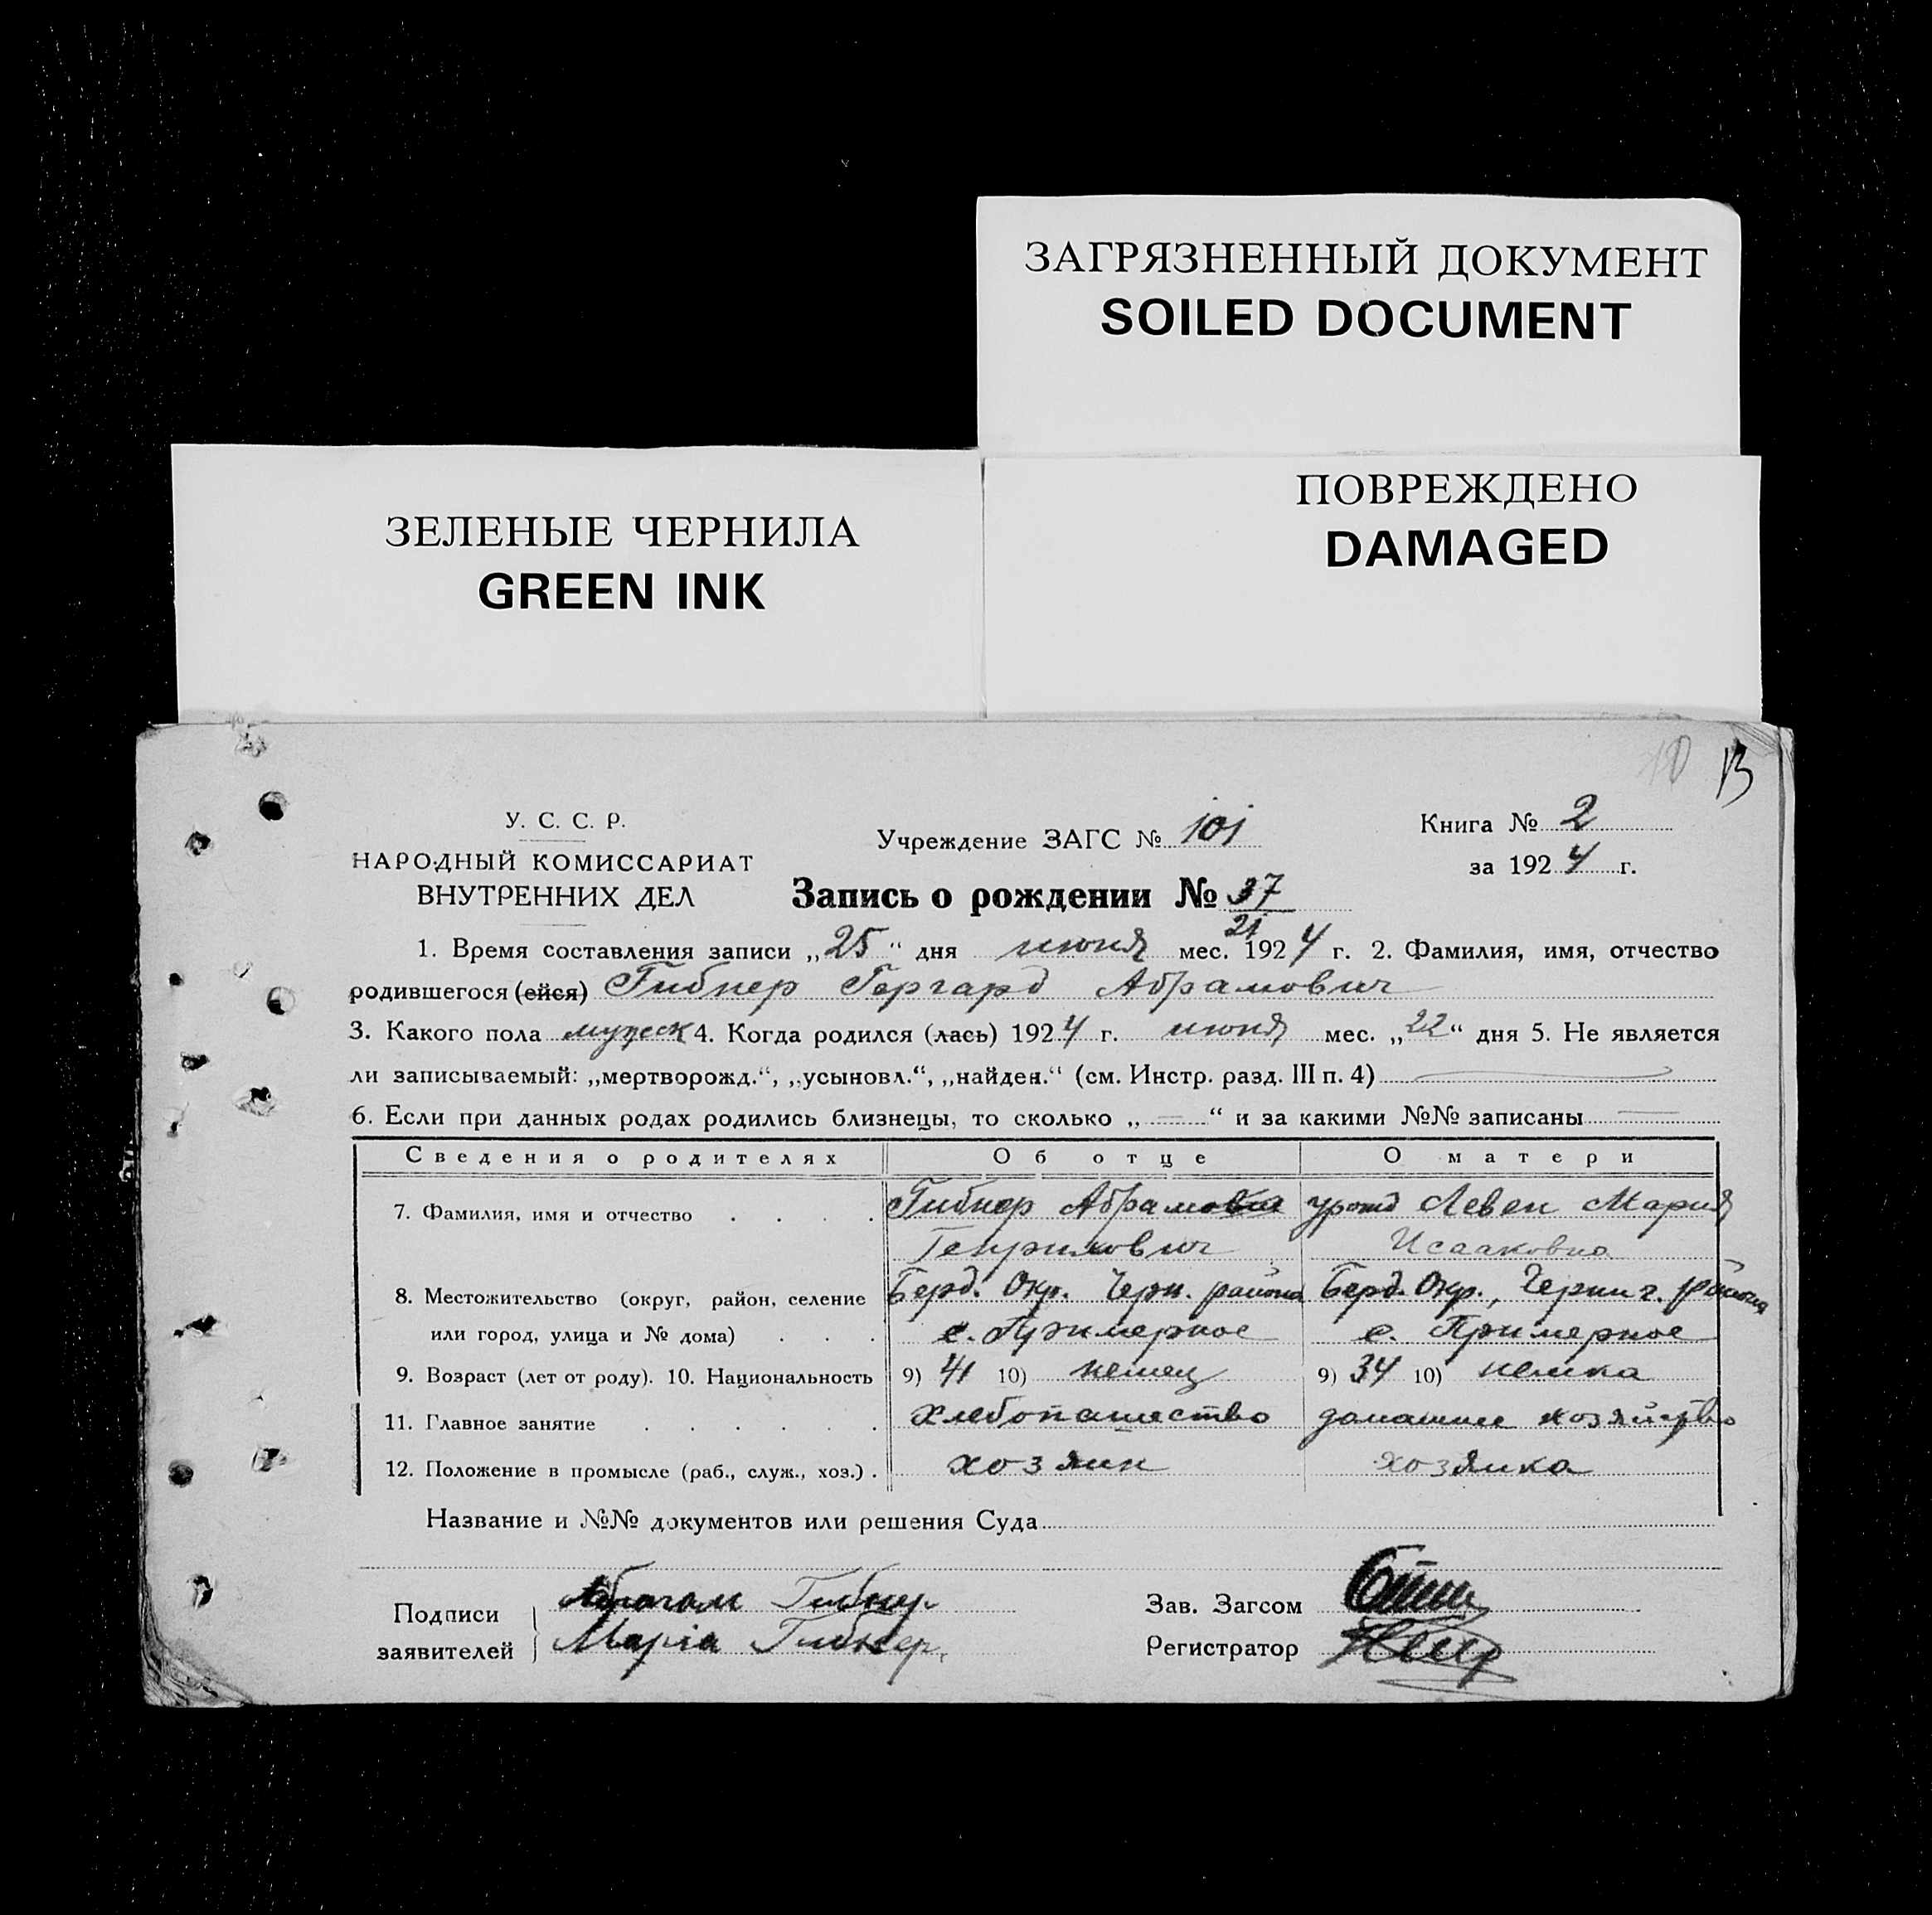 ЗАГРЯЗНЕННЫЙ ДОКУМЕНТ
SOILED DOCUMENT
ЗЕЛЕНЫЕ ЧЕРНИЛА
GREEN INK
ПОВРЕЖДЕНО
DAMAGED
10 13
У. С. С. Р.
НАРОДНЫЙ КОМИССАРИАТ
ВНУТРЕННИХ ДЕЛ
Учреждение ЗАГС № 101
Книга № 2
за 1924 г.
Запись о рождении № 37
21
1. Время составления записи „25“ дня июня мес. 1924 г. 2. Фамилия, имя, отчество
родившегося (ейся) Гибнер Гергард Абрамович
3. Какого пола мужеск 4. Когда родился (лась) 1924 г. июня мес. „22“ дня 5. Не является
ли записываемый: „мертворожд.“, „усыновл.“, „найден.“ (см. Инстр. разд. III п. 4)
6. Если при данных родах родились близнецы, то сколько „—“ и за какими №№ записаны —
Сведения о родителях Об отце О матери
7. Фамилия, имя и отчество . . . . Гибнер Абрам урожд Левен Мария
Генрихович Исааковна
8. Местожительство (округ, район, селение Берд. Окр. Черн. района Берд. Окр., Черниг. района
или город, улица и № дома) . . . с. Примерное с. Примерное
9. Возраст (лет от роду). 10. Национальность 9) 41 10) немец 9) 34 10) немка
11. Главное занятие . . . . . . хлебопашество домашнее хозяйство
12. Положение в промысле (раб., служ., хоз.) . хозяин хозяйка
Название и №№ документов или решения Суда
Подписи Абрагам Гибнер. Зав. Загсом
заявителей Марiа Гибнер. Регистратор